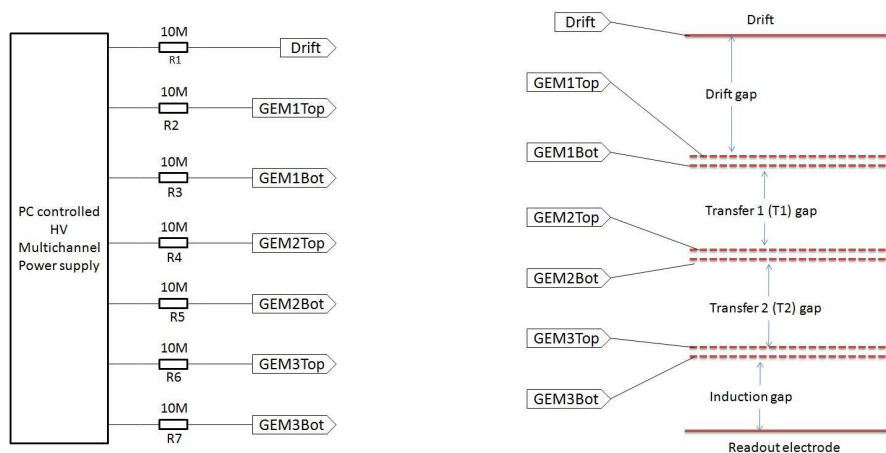 10M
R1
Drift
10M
R2
GEM1Top
10M
R3
GEM1Bot
PC controlled
HV
Multichannel
Power supply
10M
R4
GEM2Top
10M
R5
GEM2Bot
10M
R6
GEM3Top
10M
R7
GEM3Bot
Drift
Drift
GEM1Top
Drift gap
GEM1Bot
GEM2Top
Transfer 1 (T1) gap
GEM2Bot
Transfer 2 (T2) gap
GEM3Top
GEM3Bot
Induction gap
Readout electrode